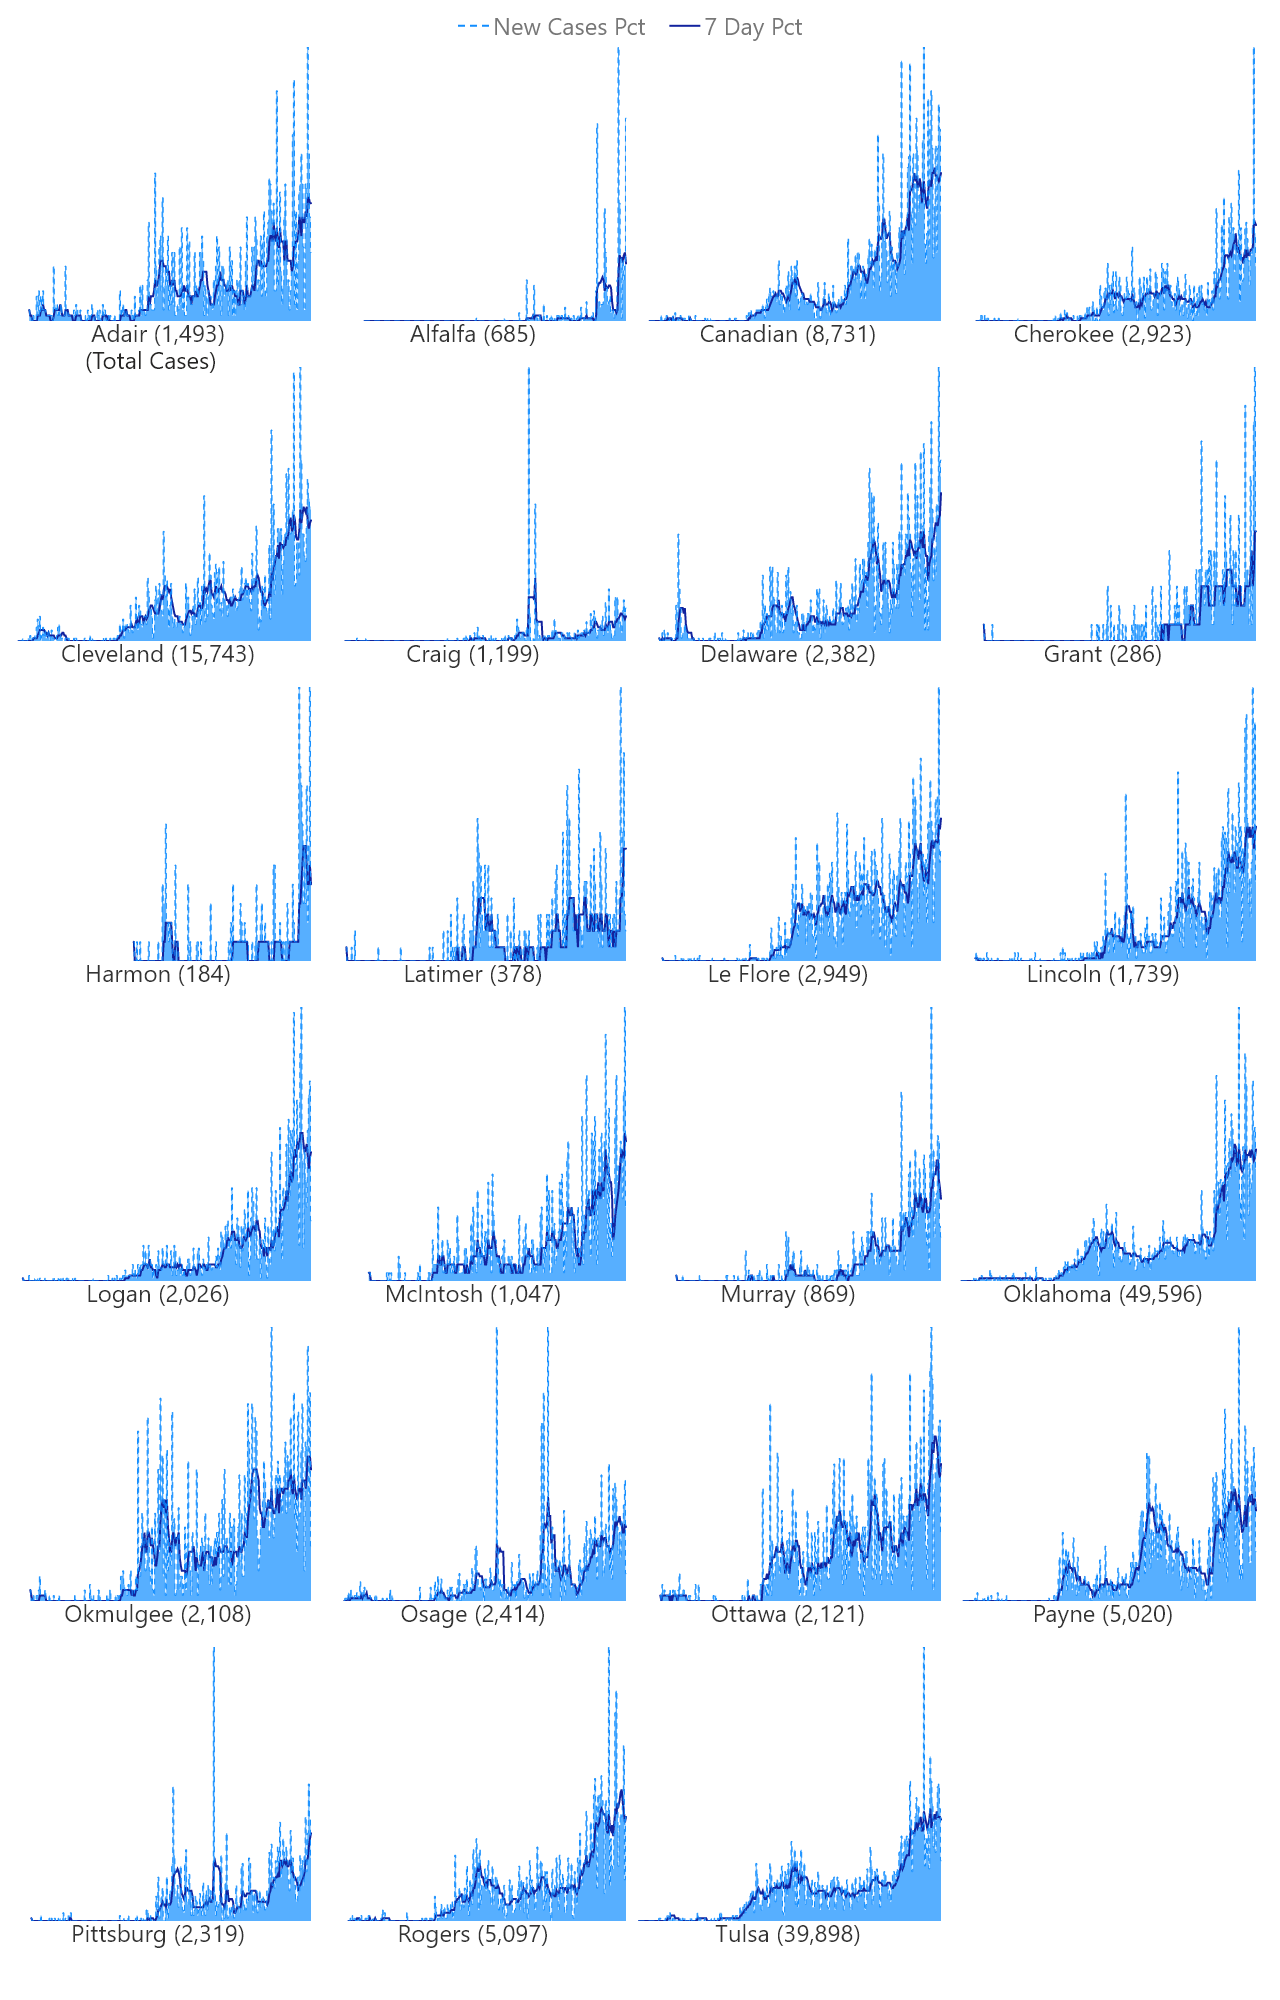 New Cases Pct 7 Day Pct
Adair (1,493) Alfalfa (685) Canadian (8,731) Cherokee (2,923)
(Total Cases)
Cleveland (15,743) Craig (1,199) Delaware (2,382) Grant (286)
Harmon (184) Latimer (378) Le Flore (2,949) Lincoln (1,739)
Logan (2,026) McIntosh (1,047) Murray (869) Oklahoma (49,596)
Okmulgee (2,108) Osage (2,414) Ottawa (2,121) Payne (5,020)
Pittsburg (2,319) Rogers (5,097) Tulsa (39,898)